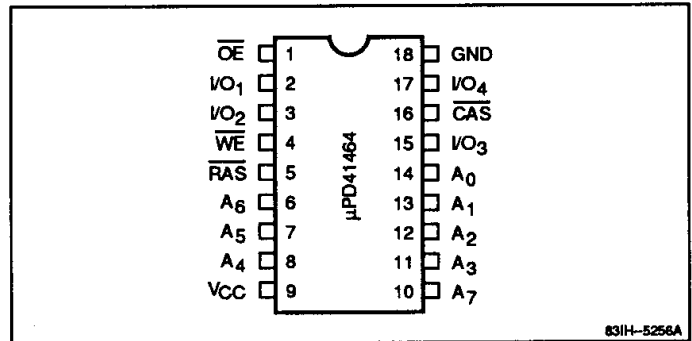 OE 1 18 GND
I/O1 2 17 I/O4
I/O2 3 16 CAS
WE 4 15 I/O3
RAS 5 14 A0
A6 6 13 A1
A5 7 12 A2
A4 8 11 A3
VCC 9 10 A7
μPD41464
83IH-5256A